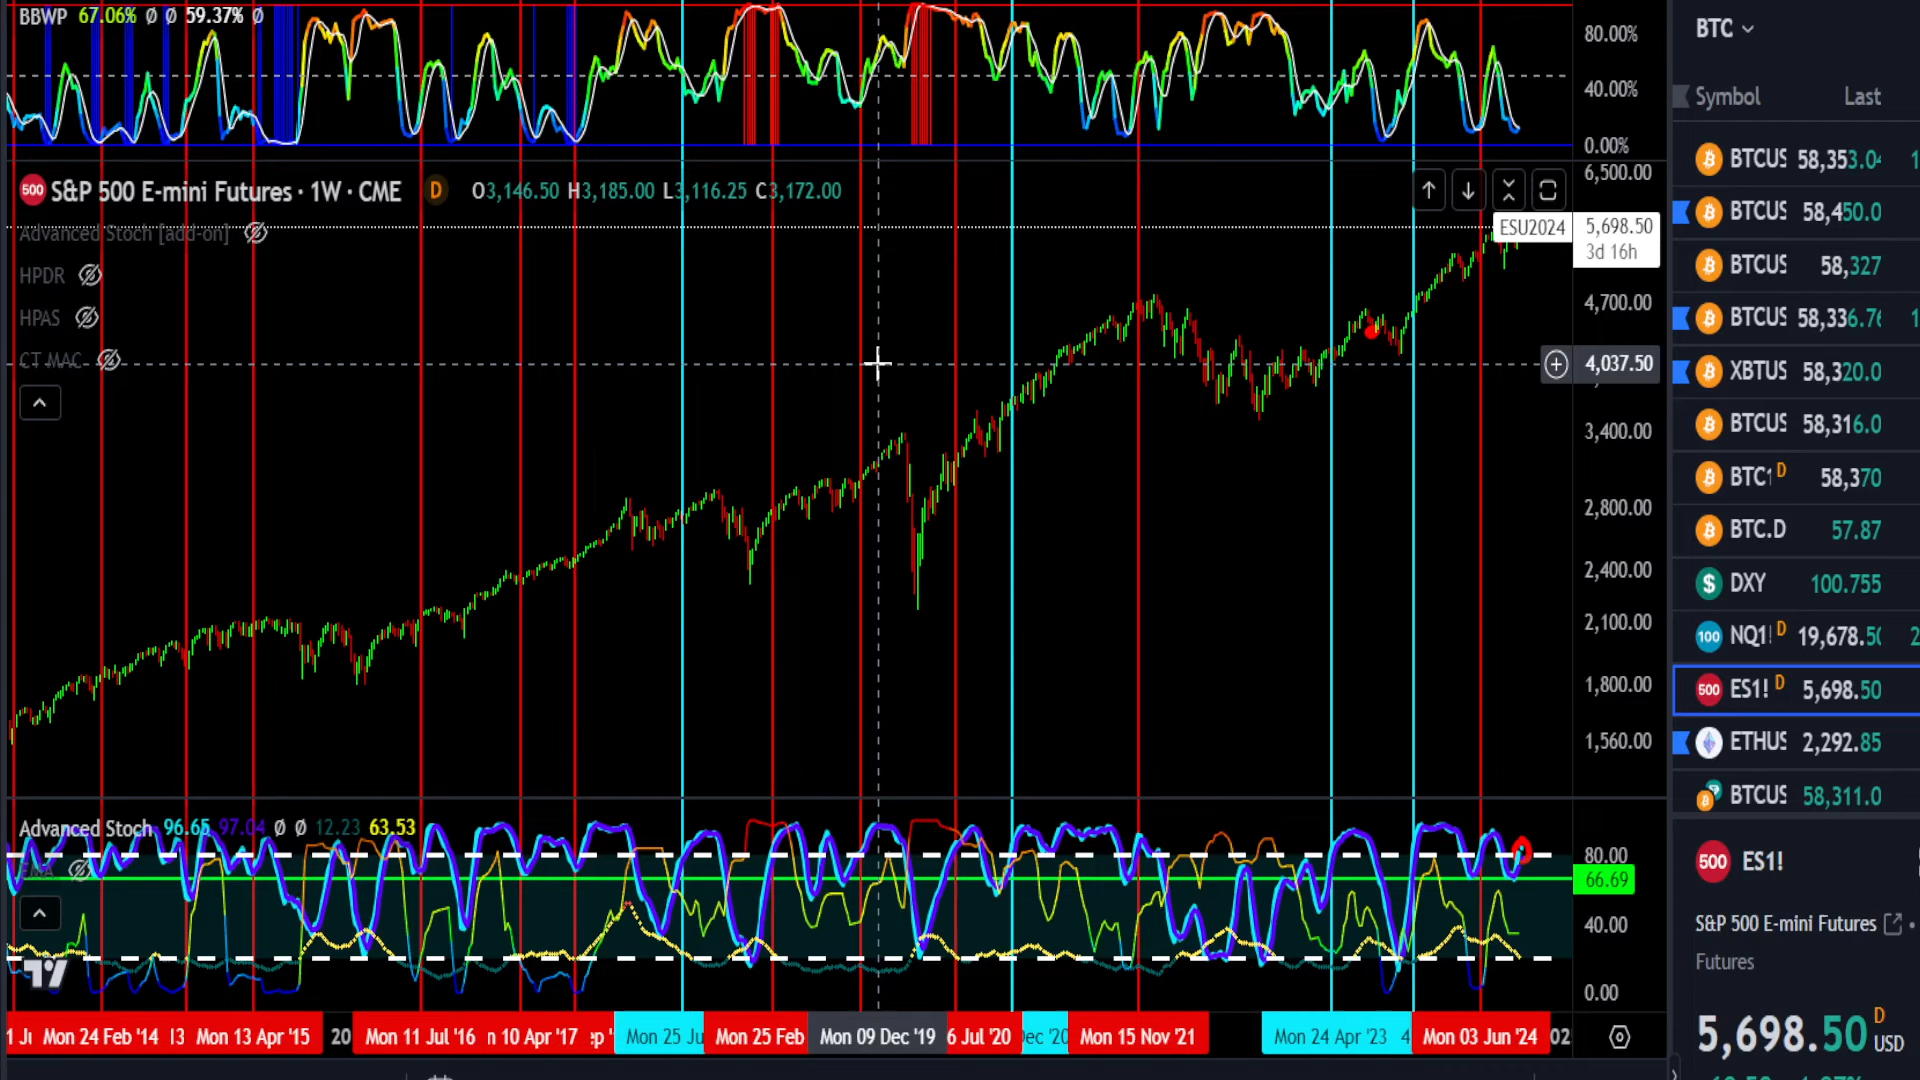 BBWP 67.06% Ø Ø 59.37% Ø
80.00%
40.00%
0.00%
500 S&P 500 E-mini Futures · 1W · CME D O3,146.50 H3,185.00 L3,116.25 C3,172.00
Advanced Stoch [add-on]
HPDR
HPAS
CT MAC
6,500.00
ESU2024 5,698.50
3d 16h
4,700.00
4,037.50
3,400.00
2,800.00
2,400.00
2,100.00
1,800.00
1,560.00
Advanced Stoch 96.65 97.04 Ø Ø 12.23 63.53
EMA
80.00
66.69
40.00
0.00
Mon 24 Feb '14 Mon 13 Apr '15 20 Mon 11 Jul '16 10 Apr '17 Mon 25 Ju Mon 25 Feb Mon 09 Dec '19 6 Jul '20 Dec '20 Mon 15 Nov '21 Mon 24 Apr '23 4 Mon 03 Jun '24
BTC
Symbol Last
BTCUS 58,353.04
BTCUS 58,450.0
BTCUS 58,327
BTCUS 58,336.76
XBTUS 58,320.0
BTCUS 58,316.0
BTC1 D 58,370
BTC.D 57.87
$ DXY 100.755
100 NQ1! D 19,678.50
500 ES1! D 5,698.50
ETHUS 2,292.85
BTCUS 58,311.0
500 ES1!
S&P 500 E-mini Futures
Futures
5,698.50 D USD